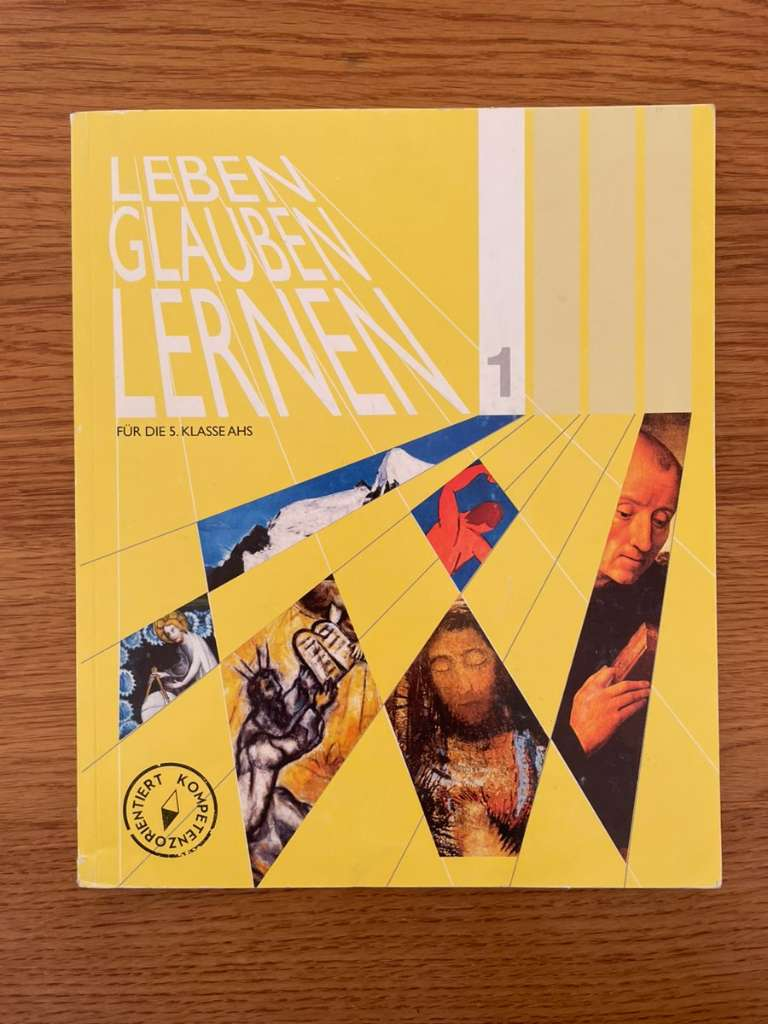 LEBEN
GLAUBEN
LERNEN
1
FÜR DIE 5. KLASSE AHS
KOMPETENZORIENTIERT